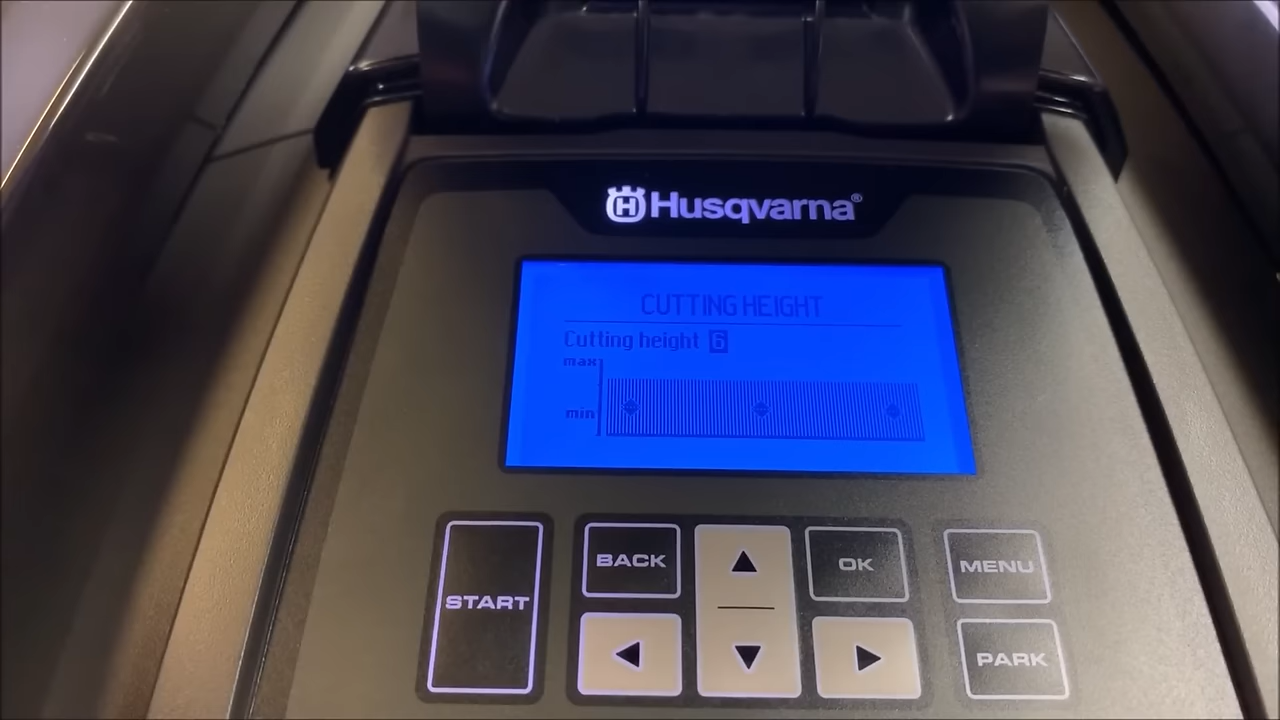 Husqvarna®
CUTTING HEIGHT
Cutting height 6
max
min
START
BACK
OK
MENU
PARK